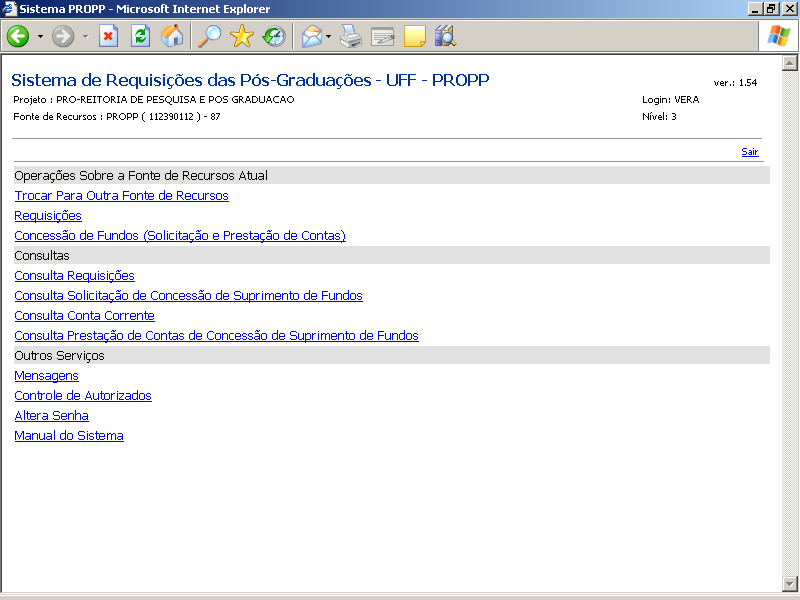 Sistema PROPP - Microsoft Internet Explorer
Sistema de Requisições das Pós-Graduações - UFF - PROPP
ver.: 1.54
Projeto : PRO-REITORIA DE PESQUISA E POS GRADUACAO
Login: VERA
Fonte de Recursos : PROPP ( 112390112 ) - 87
Nível: 3
Sair
Operações Sobre a Fonte de Recursos Atual
Trocar Para Outra Fonte de Recursos
Requisições
Concessão de Fundos (Solicitação e Prestação de Contas)
Consultas
Consulta Requisições
Consulta Solicitação de Concessão de Suprimento de Fundos
Consulta Conta Corrente
Consulta Prestação de Contas de Concessão de Suprimento de Fundos
Outros Serviços
Mensagens
Controle de Autorizados
Altera Senha
Manual do Sistema